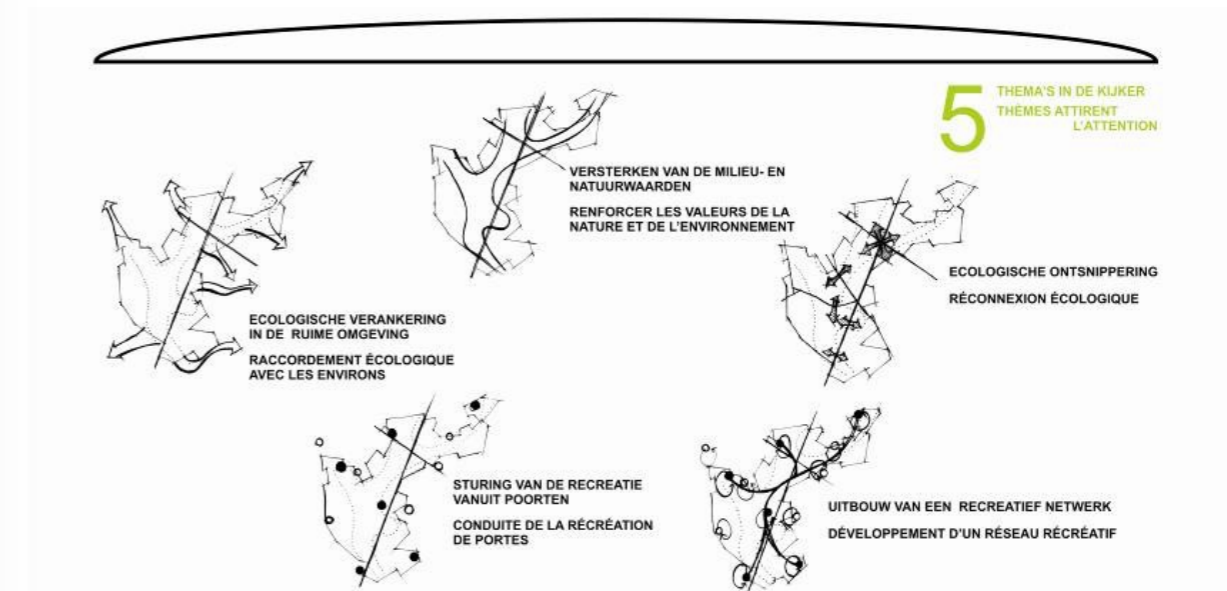 5
THEMA'S IN DE KIJKER
THÈMES ATTIRENT
L'ATTENTION
VERSTERKEN VAN DE MILIEU- EN
NATUURWAARDEN
RENFORCER LES VALEURS DE LA
NATURE ET DE L'ENVIRONNEMENT
ECOLOGISCHE ONTSNIPPERING
RÉCONNEXION ÉCOLOGIQUE
ECOLOGISCHE VERANKERING
IN DE RUIME OMGEVING
RACCORDEMENT ÉCOLOGIQUE
AVEC LES ENVIRONS
STURING VAN DE RECREATIE
VANUIT POORTEN
CONDUITE DE LA RÉCRÉATION
DE PORTES
UITBOUW VAN EEN RECREATIEF NETWERK
DÉVELOPPEMENT D'UN RÉSEAU RÉCRÉATIF